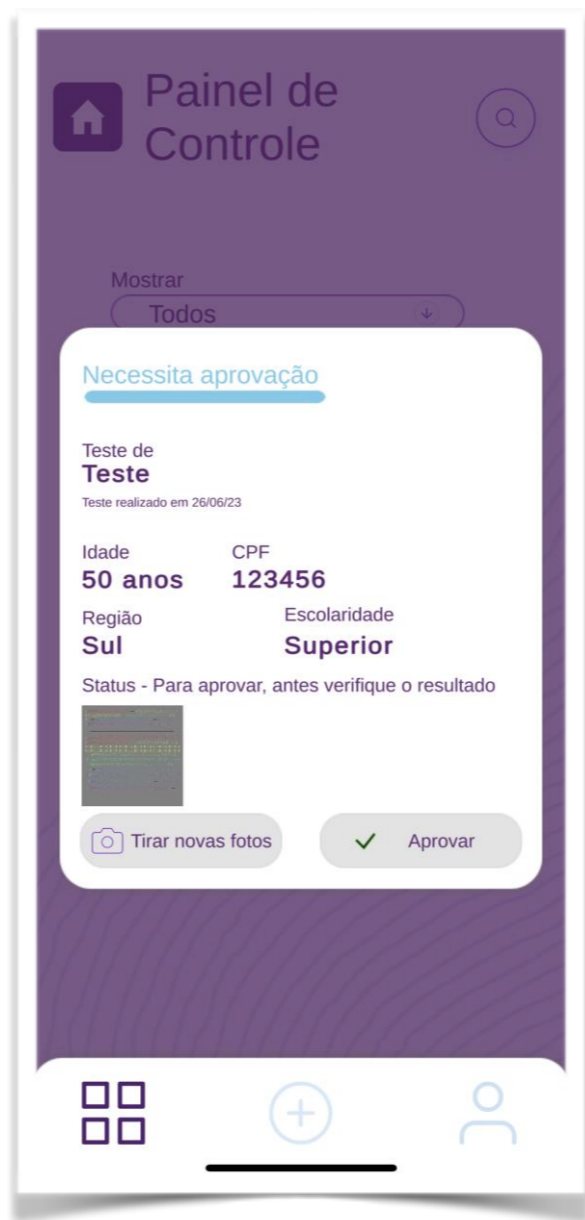 Painel de
Controle
Mostrar
Todos
Necessita aprovação
Teste de
Teste
Teste realizado em 26/06/23
Idade
CPF
50 anos
123456
Região
Escolaridade
Sul
Superior
Status - Para aprovar, antes verifique o resultado
Tirar novas fotos
Aprovar